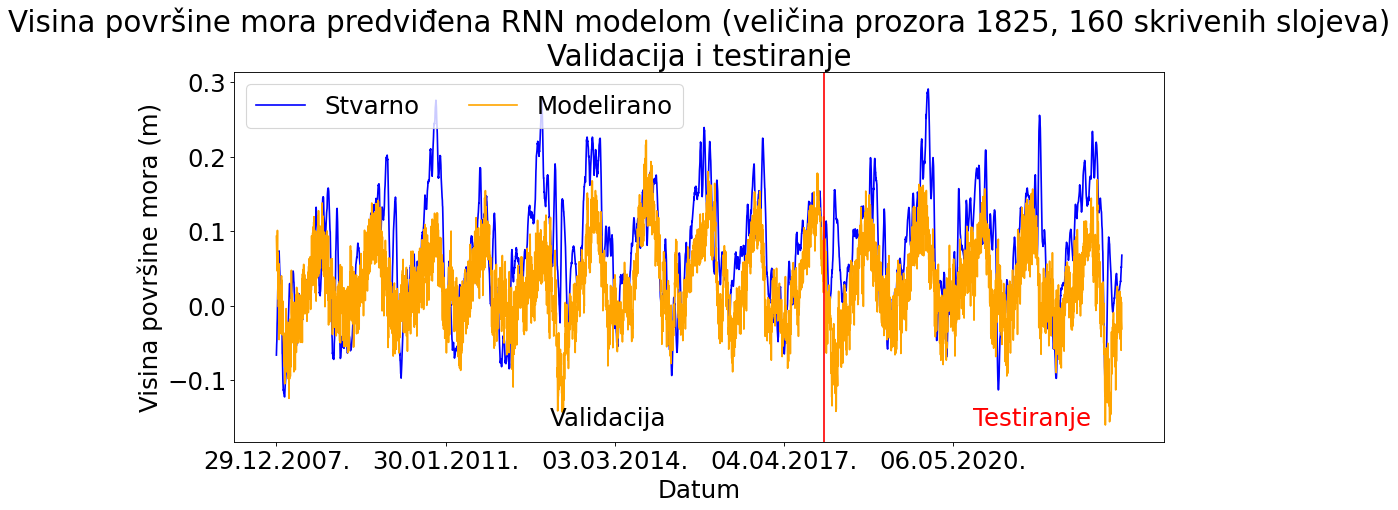 Visina površine mora predviđena RNN modelom (veličina prozora 1825, 160 skrivenih slojeva)
Validacija i testiranje
Stvarno
Modelirano
Visina površine mora (m)
0.3
0.2
0.1
0.0
−0.1
Validacija
Testiranje
29.12.2007.
30.01.2011.
03.03.2014.
04.04.2017.
06.05.2020.
Datum